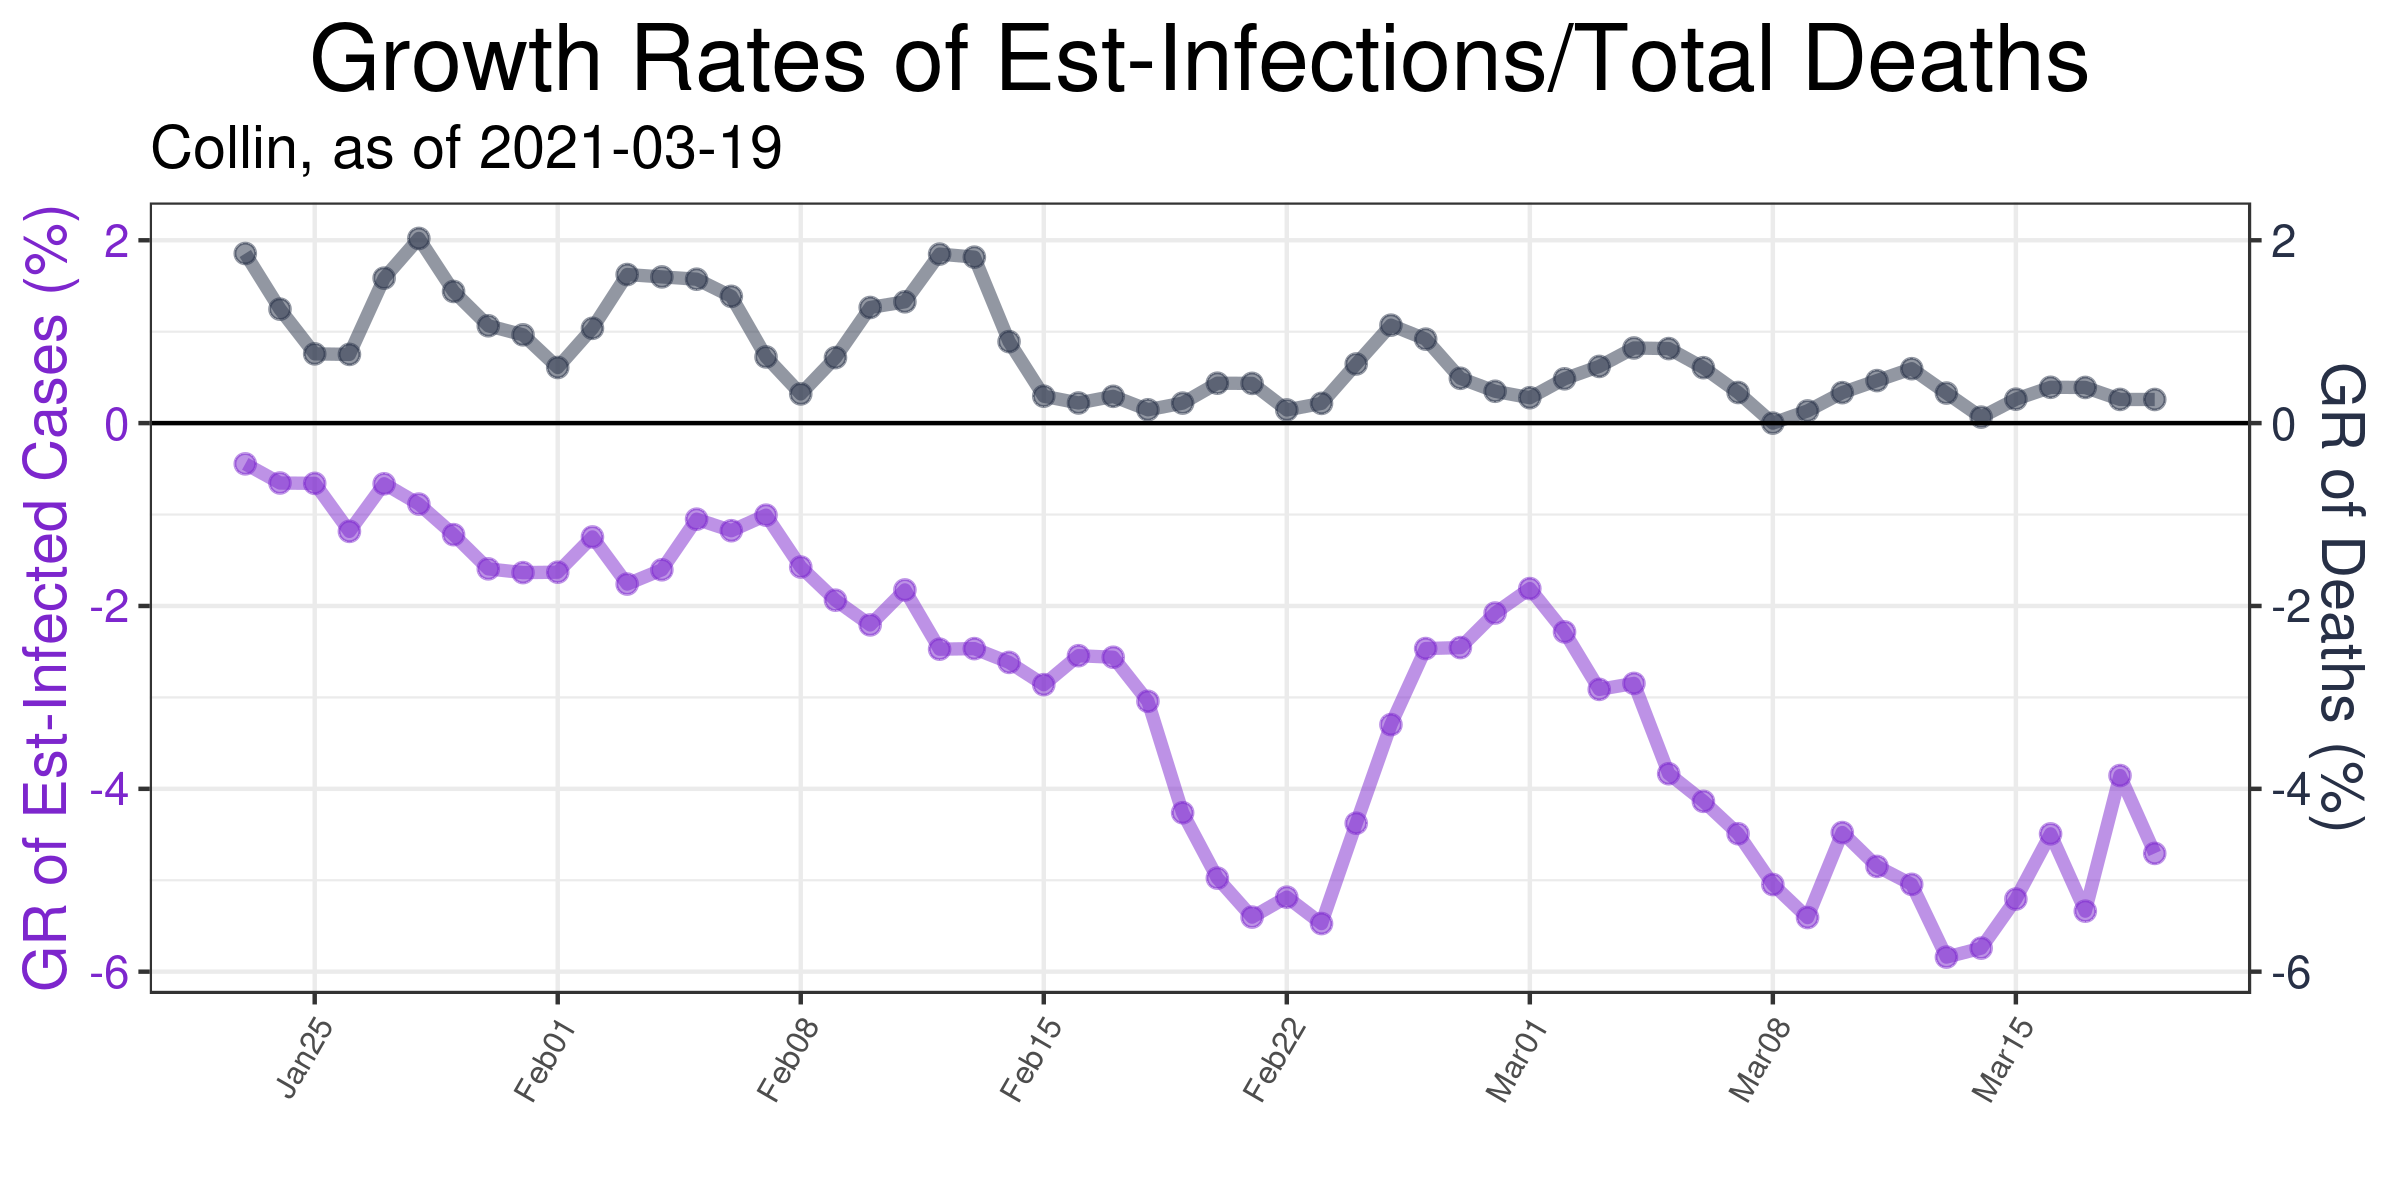 Growth Rates of Est-Infections/Total Deaths
Collin, as of 2021-03-19
GR of Est-Infected Cases (%)
2
0
-2
-4
-6
2
0
-2
-4
-6
GR of Deaths (%)
Jan25
Feb01
Feb08
Feb15
Feb22
Mar01
Mar08
Mar15